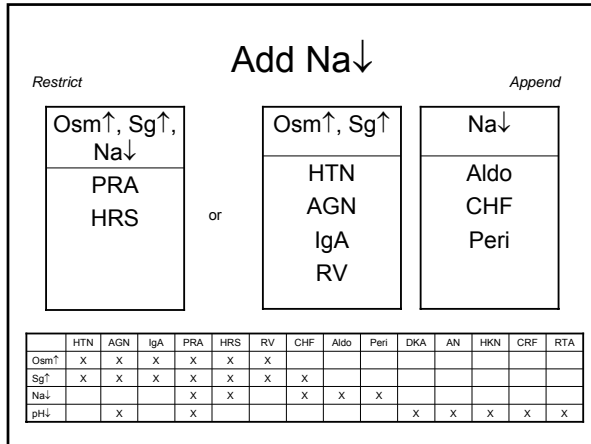 Add Na↓
Restrict
Append
Osm↑, Sg↑,
Na↓
PRA
HRS
or
Osm↑, Sg↑
HTN
AGN
IgA
RV
Na↓
Aldo
CHF
Peri
HTN AGN IgA PRA HRS RV CHF Aldo Peri DKA AN HKN CRF RTA
Osm↑ X X X X X X
Sg↑ X X X X X X X
Na↓ X X X X X
pH↓ X X X X X X X